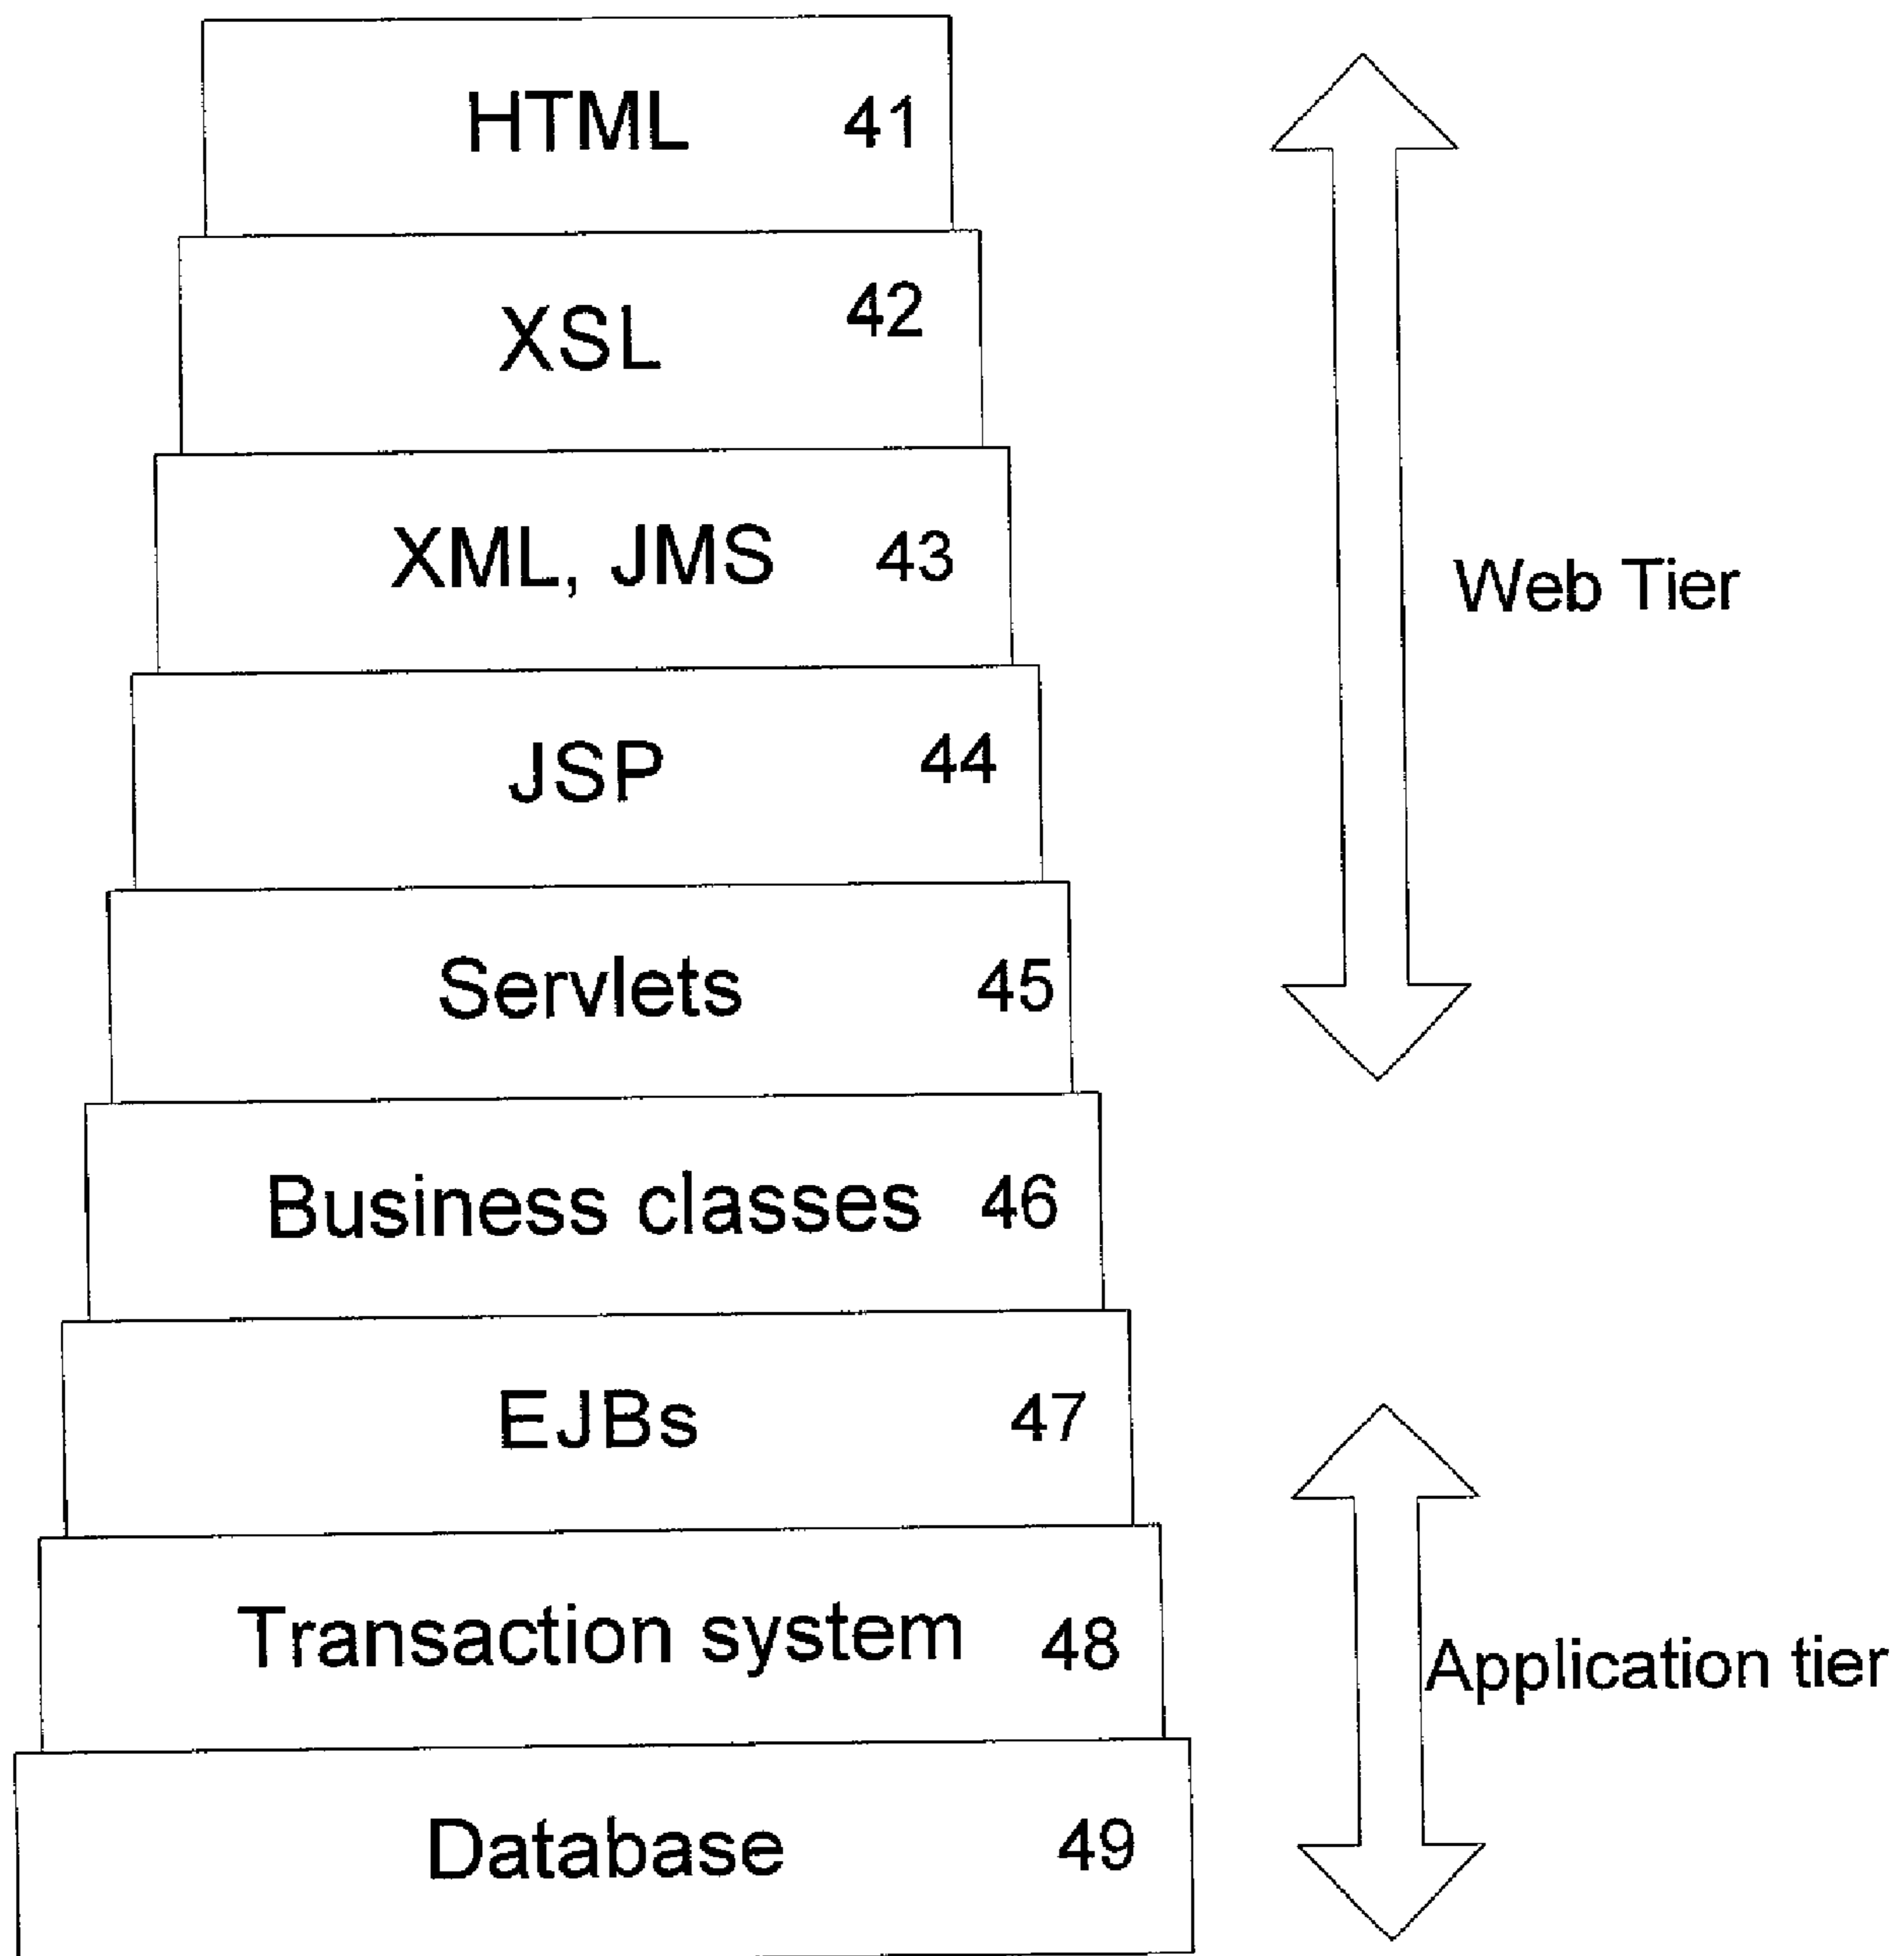 HTML 41
XSL 42
XML, JMS 43
Web Tier
JSP 44
Servlets 45
Business classes 46
EJBs 47
Transaction system 48
Application tier
Database 49